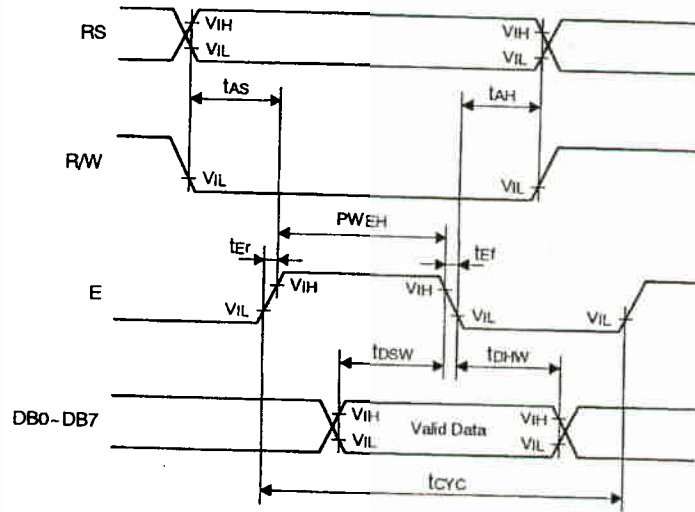 RS VIH VIL VIH VIL
tAS tAH
R/W VIL VIL
PWEH
tEr tEf
E VIL VIH VIH VIL VIL
tDSW tDHW
DB0~DB7 VIH VIL Valid Data VIH VIL
tCYC